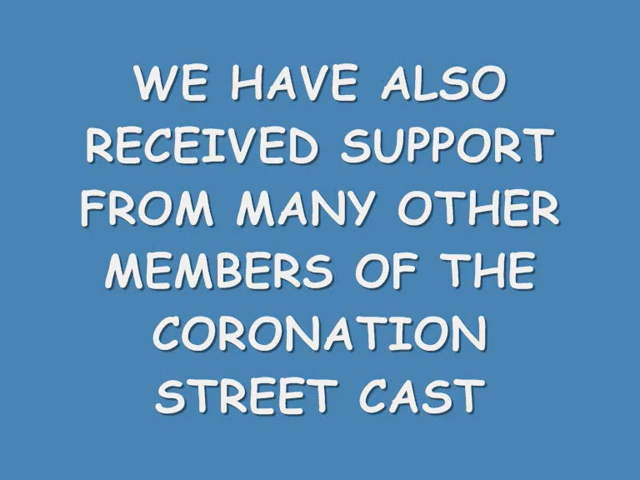 WE HAVE ALSO
RECEIVED SUPPORT
FROM MANY OTHER
MEMBERS OF THE
CORONATION
STREET CAST